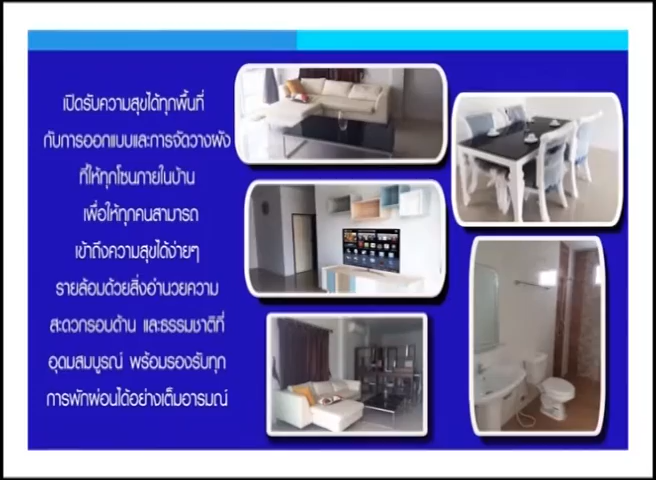 เปิดรับความสุขได้ทุกพื้นที่
กับการออกแบบและการจัดวางผัง
ที่ให้ทุกโซนภายในบ้าน
เพื่อให้ทุกคนสามารถ
เข้าถึงความสุขได้ง่ายๆ
รายล้อมด้วยสิ่งอำนวยความ
สะดวกรอบด้าน และธรรมชาติที่
อุดมสมบูรณ์ พร้อมรองรับทุก
การพักผ่อนได้อย่างเต็มอารมณ์